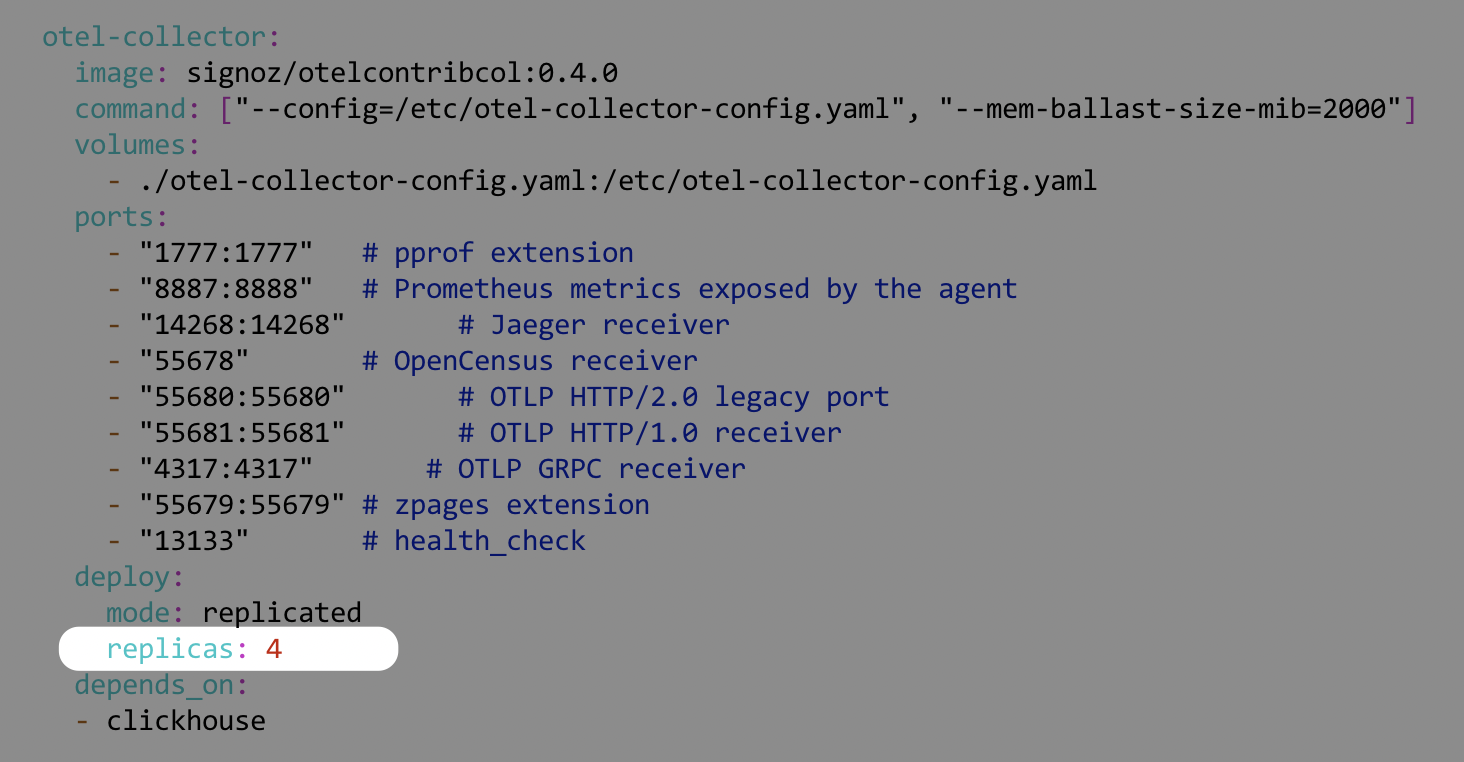 otel-collector:
  image: signoz/otelcontribcol:0.4.0
  command: ["--config=/etc/otel-collector-config.yaml", "--mem-ballast-size-mib=2000"]
  volumes:
    - ./otel-collector-config.yaml:/etc/otel-collector-config.yaml
  ports:
    - "1777:1777"   # pprof extension
    - "8887:8888"   # Prometheus metrics exposed by the agent
    - "14268:14268"       # Jaeger receiver
    - "55678"       # OpenCensus receiver
    - "55680:55680"       # OTLP HTTP/2.0 legacy port
    - "55681:55681"       # OTLP HTTP/1.0 receiver
    - "4317:4317"       # OTLP GRPC receiver
    - "55679:55679" # zpages extension
    - "13133"       # health_check
  deploy:
    mode: replicated
    replicas: 4
  depends_on:
  - clickhouse